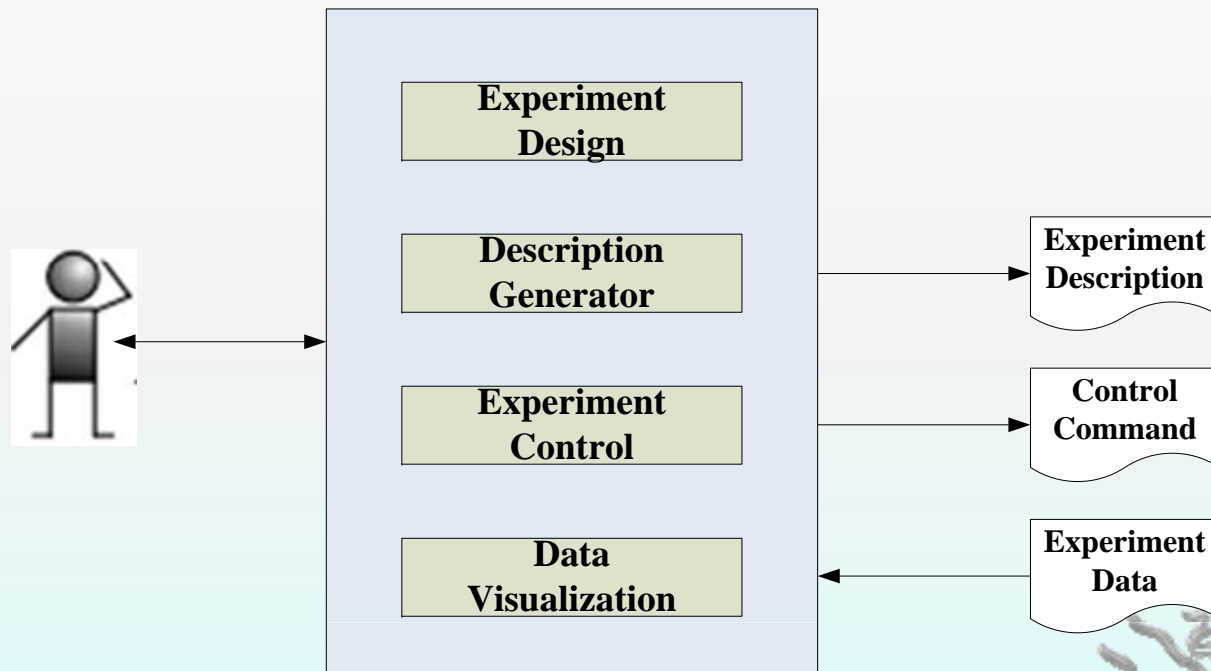 Experiment
Design
Description
Generator
Experiment
Control
Data
Visualization
Experiment
Description
Control
Command
Experiment
Data